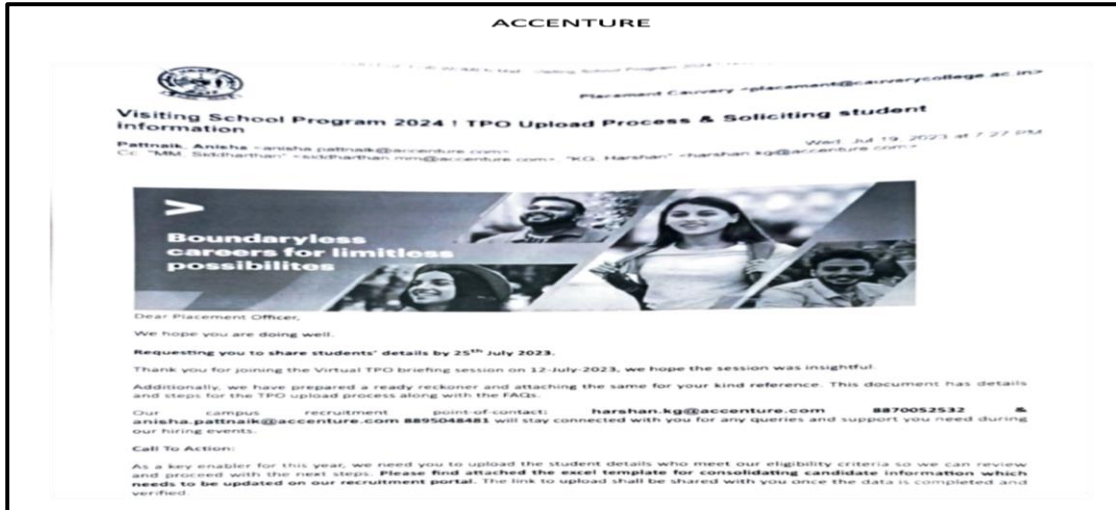 ACCENTURE
Visiting School Program 2024
Placement Cauvery <placement@cauverycollege.ac.in>
Visiting School Program 2024 ! TPO Upload Process & Soliciting student
information
Pattnaik, Anisha <anisha.pattnaik@accenture.com>
Wed, Jul 19, 2023 at 7:27 PM
Cc: "MM, Siddharthan" <siddharthan.mm@accenture.com>, "KG, Harshan" <harshan.kg@accenture.com>
Boundaryless
careers for limitless
possibilites
Dear Placement Officer,
We hope you are doing well.
Requesting you to share students' details by 25th July 2023.
Thank you for joining the Virtual TPO briefing session on 12-July-2023, we hope the session was insightful.
Additionally, we have prepared a ready reckoner and attaching the same for your kind reference. This document has details
and steps for the TPO upload process along with the FAQs.
Our campus recruitment point-of-contact: harshan.kg@accenture.com 8870052532 &
anisha.pattnaik@accenture.com 8895048481 will stay connected with you for any queries and support you need during
our hiring events.
Call To Action:
As a key enabler for this year, we need you to upload the student details who meet our eligibility criteria so we can review
and proceed with the next steps. Please find attached the excel template for consolidating candidate information which
needs to be updated on our recruitment portal. The link to upload shall be shared with you once the data is completed and
verified.